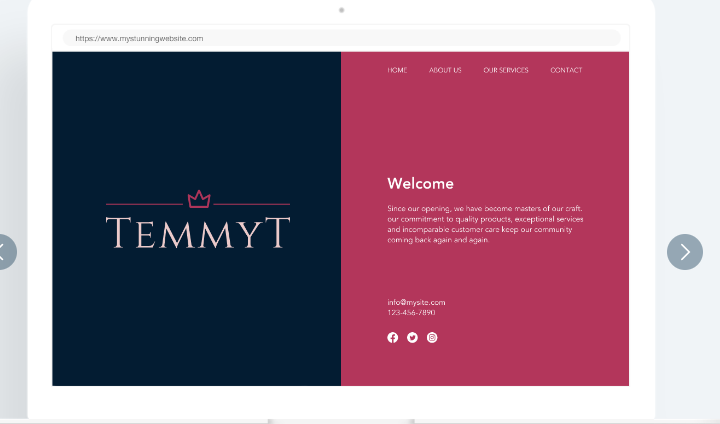 https://www.mystunningwebsite.com
HOME ABOUT US OUR SERVICES CONTACT
TEMMYT
Welcome
Since our opening, we have become masters of our craft.
our commitment to quality products, exceptional services
and incomparable customer care keep our community
coming back again and again.
info@mysite.com
123-456-7890